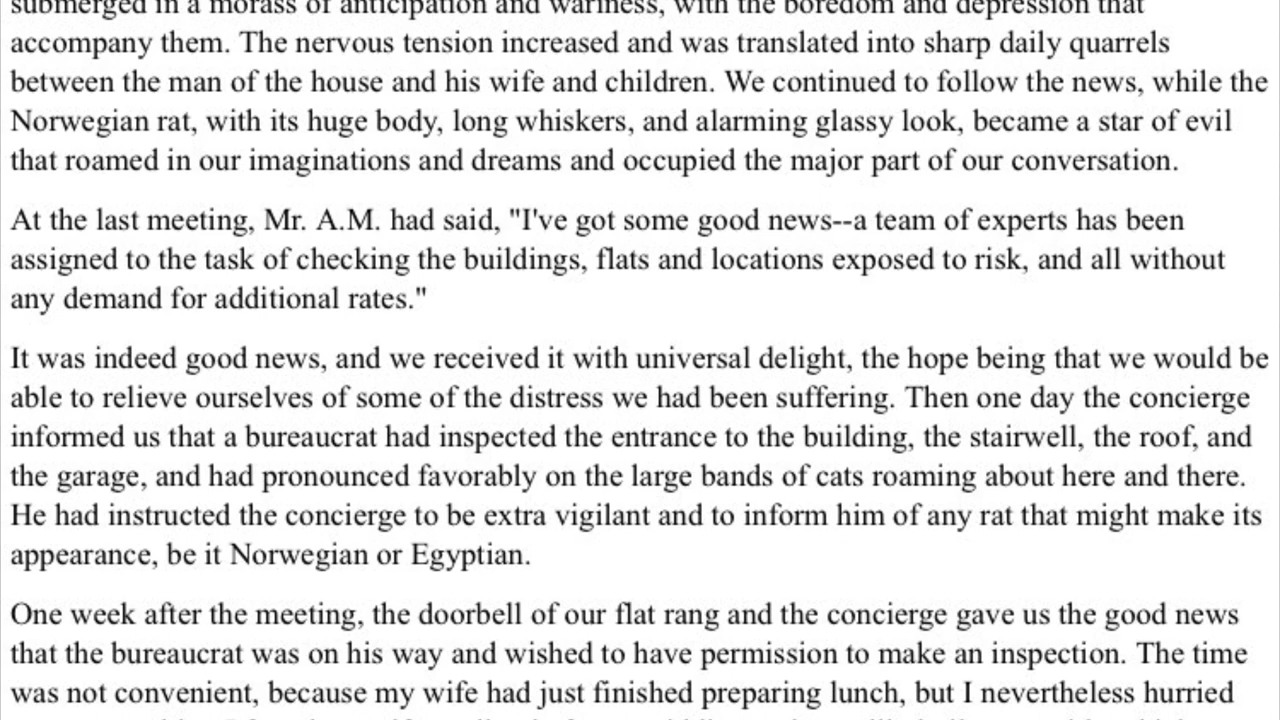 submerged in a morass of anticipation and wariness, with the boredom and depression that
accompany them. The nervous tension increased and was translated into sharp daily quarrels
between the man of the house and his wife and children. We continued to follow the news, while the
Norwegian rat, with its huge body, long whiskers, and alarming glassy look, became a star of evil
that roamed in our imaginations and dreams and occupied the major part of our conversation.
At the last meeting, Mr. A.M. had said, "I've got some good news--a team of experts has been
assigned to the task of checking the buildings, flats and locations exposed to risk, and all without
any demand for additional rates."
It was indeed good news, and we received it with universal delight, the hope being that we would be
able to relieve ourselves of some of the distress we had been suffering. Then one day the concierge
informed us that a bureaucrat had inspected the entrance to the building, the stairwell, the roof, and
the garage, and had pronounced favorably on the large bands of cats roaming about here and there.
He had instructed the concierge to be extra vigilant and to inform him of any rat that might make its
appearance, be it Norwegian or Egyptian.
One week after the meeting, the doorbell of our flat rang and the concierge gave us the good news
that the bureaucrat was on his way and wished to have permission to make an inspection. The time
was not convenient, because my wife had just finished preparing lunch, but I nevertheless hurried